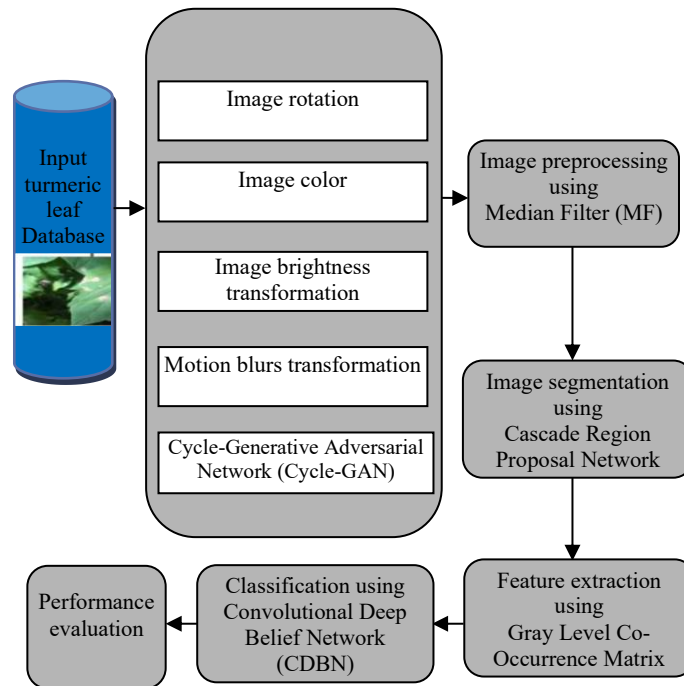 Input
turmeric
leaf
Database
Image rotation
Image color
Image brightness
transformation
Motion blurs transformation
Cycle-Generative Adversarial
Network (Cycle-GAN)
Image preprocessing
using
Median Filter (MF)
Image segmentation
using
Cascade Region
Proposal Network
Feature extraction
using
Gray Level Co-
Occurrence Matrix
Classification using
Convolutional Deep
Belief Network
(CDBN)
Performance
evaluation